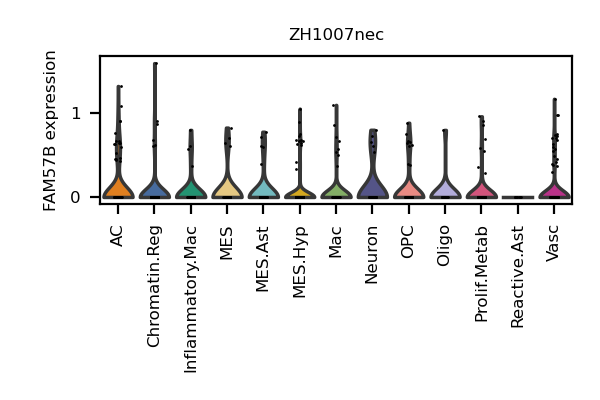 ZH1007nec
FAM57B expression
1
0
AC
Chromatin.Reg
Inflammatory.Mac
MES
MES.Ast
MES.Hyp
Mac
Neuron
OPC
Oligo
Prolif.Metab
Reactive.Ast
Vasc